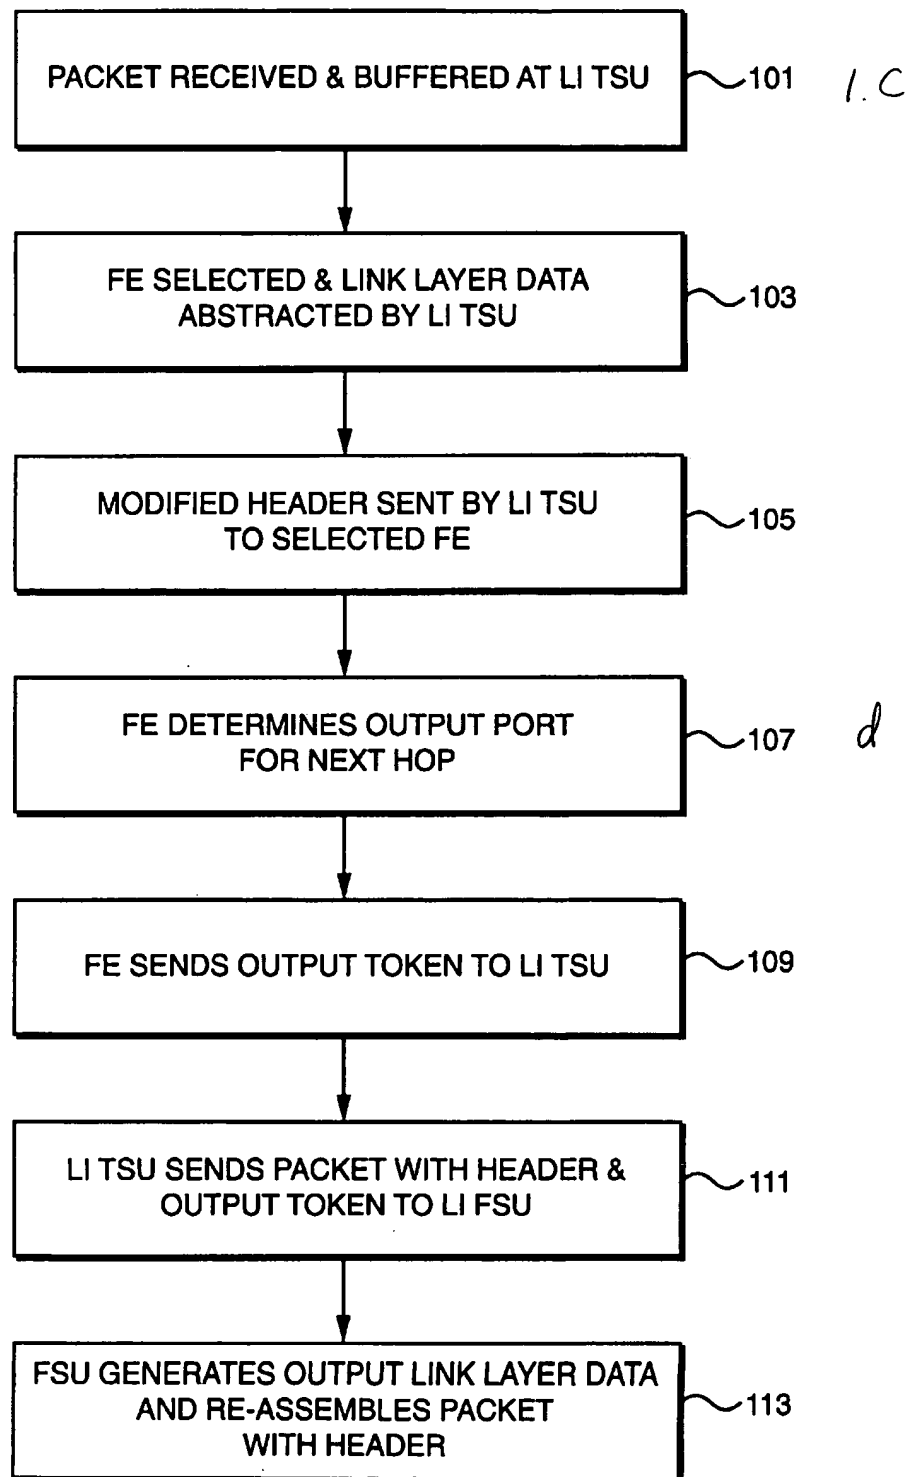 PACKET RECEIVED & BUFFERED AT LI TSU
101
1.C
FE SELECTED & LINK LAYER DATA
ABSTRACTED BY LI TSU
103
MODIFIED HEADER SENT BY LI TSU
TO SELECTED FE
105
FE DETERMINES OUTPUT PORT
FOR NEXT HOP
107
d
FE SENDS OUTPUT TOKEN TO LI TSU
109
LI TSU SENDS PACKET WITH HEADER &
OUTPUT TOKEN TO LI FSU
111
FSU GENERATES OUTPUT LINK LAYER DATA
AND RE-ASSEMBLES PACKET
WITH HEADER
113